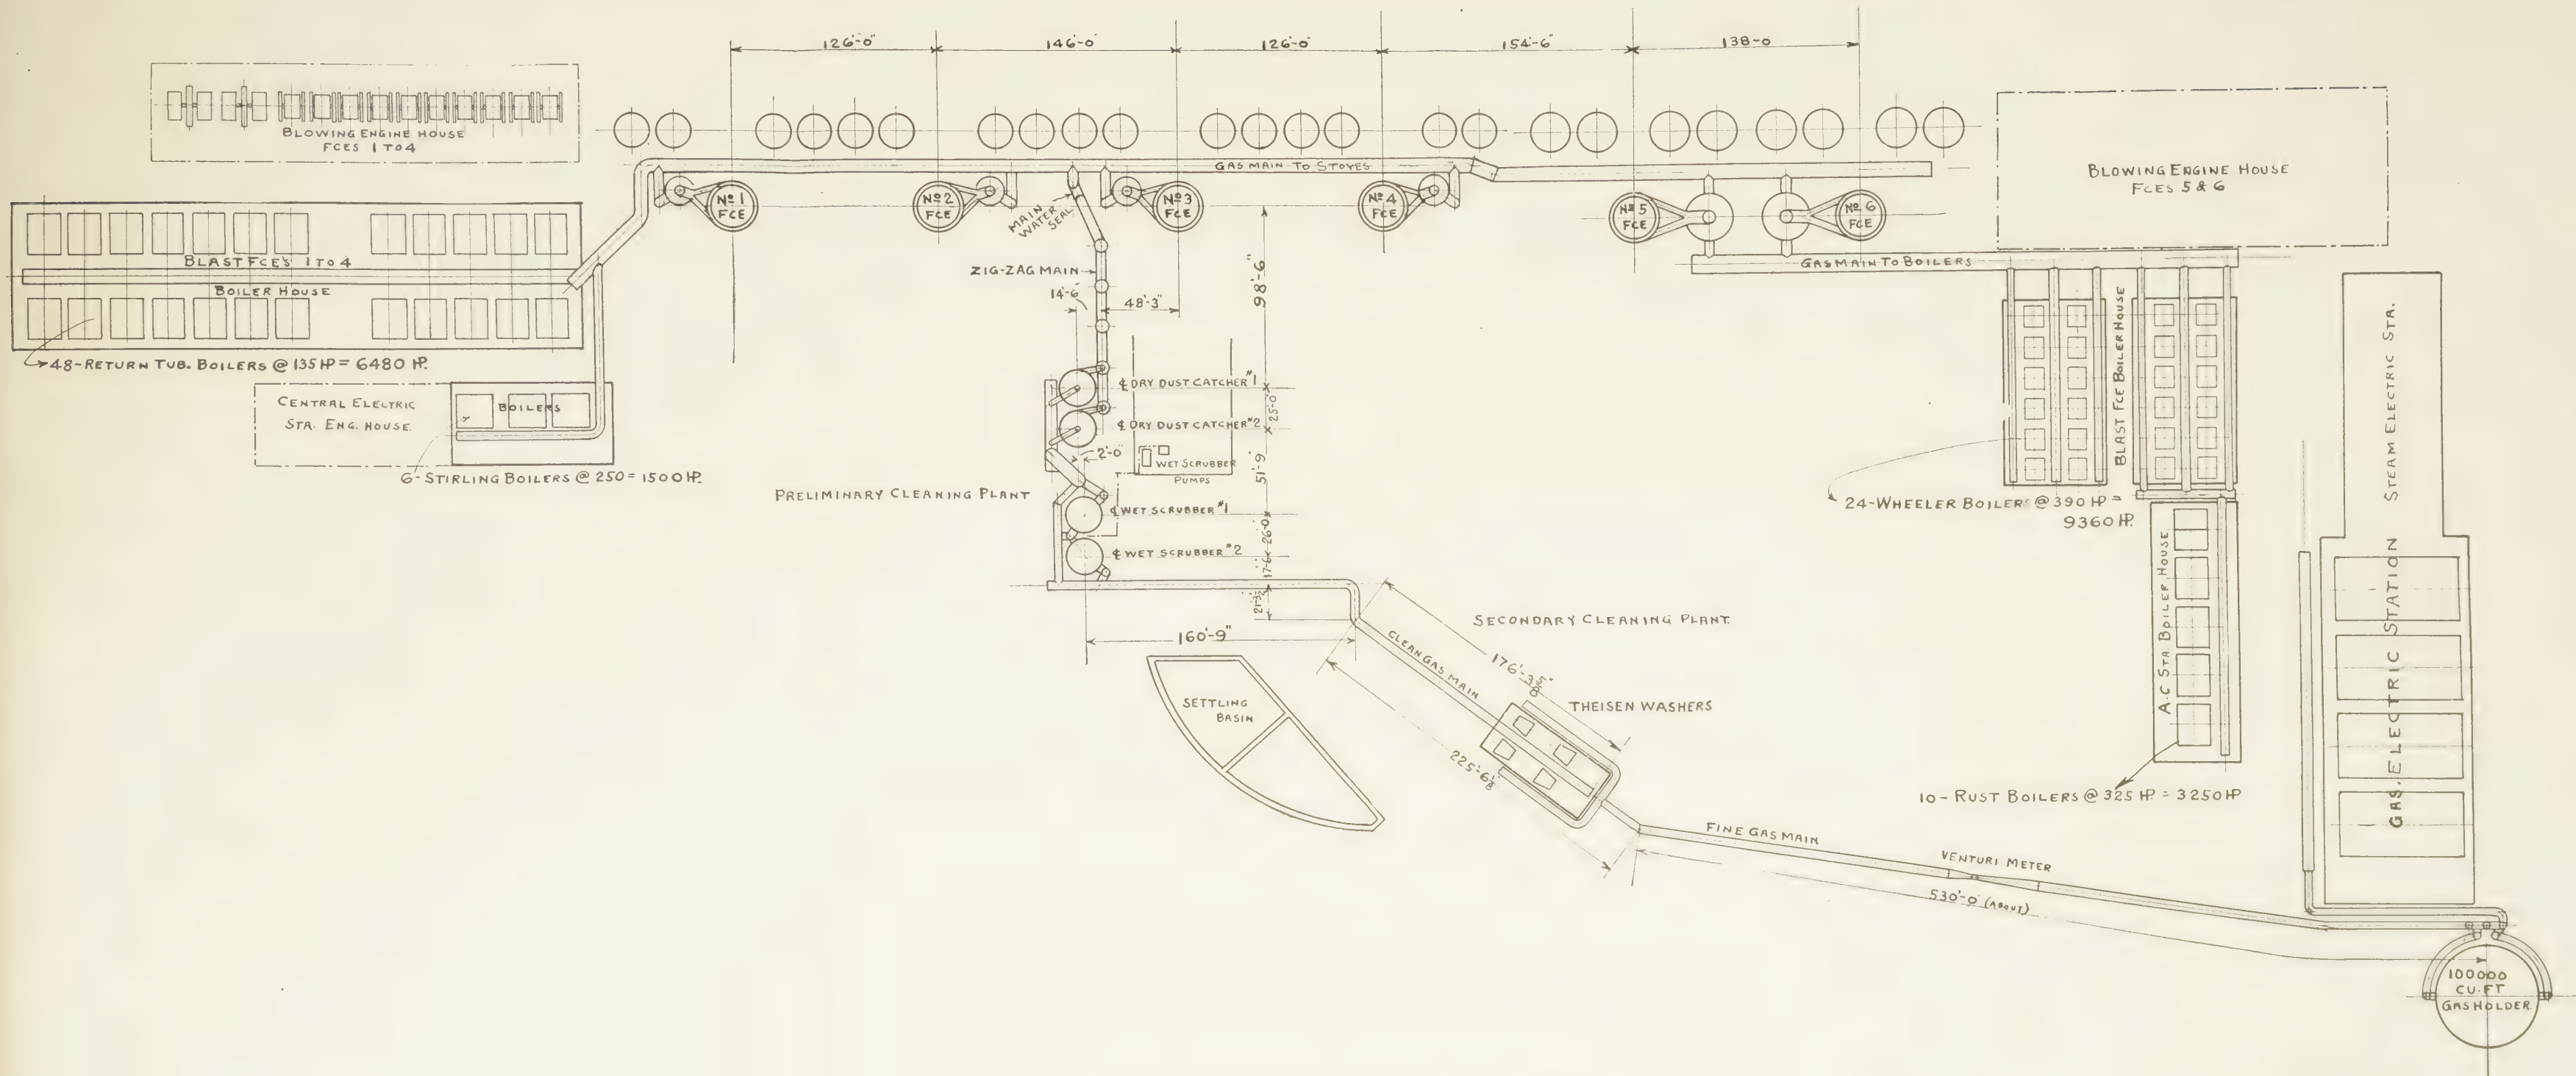 126'-0"
146'-0"
126'-0"
154'-6"
138-0
BLOWING ENGINE HOUSE
FCES 1 TO 4
GAS MAIN TO STOVES
BLOWING ENGINE HOUSE
FCES 5 & 6
Nº 1
FCE
Nº 2
FCE
MAIN
WATER
SEAL
Nº 3
FCE
Nº 4
FCE
Nº 5
FCE
Nº 6
FCE
BLAST FCE'S 1 TO 4
BOILER HOUSE
ZIG-ZAG MAIN
14'-6"
48'-3"
98'-6"
GAS MAIN TO BOILERS
48-RETURN TUB. BOILERS @ 135 HP = 6480 HP.
CENTRAL ELECTRIC
STA. ENG. HOUSE.
BOILERS
6-STIRLING BOILERS @ 250 = 1500 HP.
℄ DRY DUST CATCHER #1
25'-0"
℄ DRY DUST CATCHER #2
2'-0"
WET SCRUBBER
PUMPS
51'-9
PRELIMINARY CLEANING PLANT
℄ WET SCRUBBER #1
26'-0"
℄ WET SCRUBBER #2
17'-6"
BLAST FCE BOILER HOUSE
24-WHEELER BOILERS @ 390 HP =
9360 HP.
STEAM ELECTRIC STA.
A.C STA. BOILER HOUSE
GAS. ELECTRIC STATION
10-RUST BOILERS @ 325 HP. = 3250 HP
160'-9"
SECONDARY CLEANING PLANT.
CLEAN GAS MAIN
176'-3⅝"
THEISEN WASHERS
225'-6⅛"
SETTLING
BASIN
FINE GAS MAIN
VENTURI METER
530'-0 (ABOUT)
100000
CU.FT
GAS HOLDER.